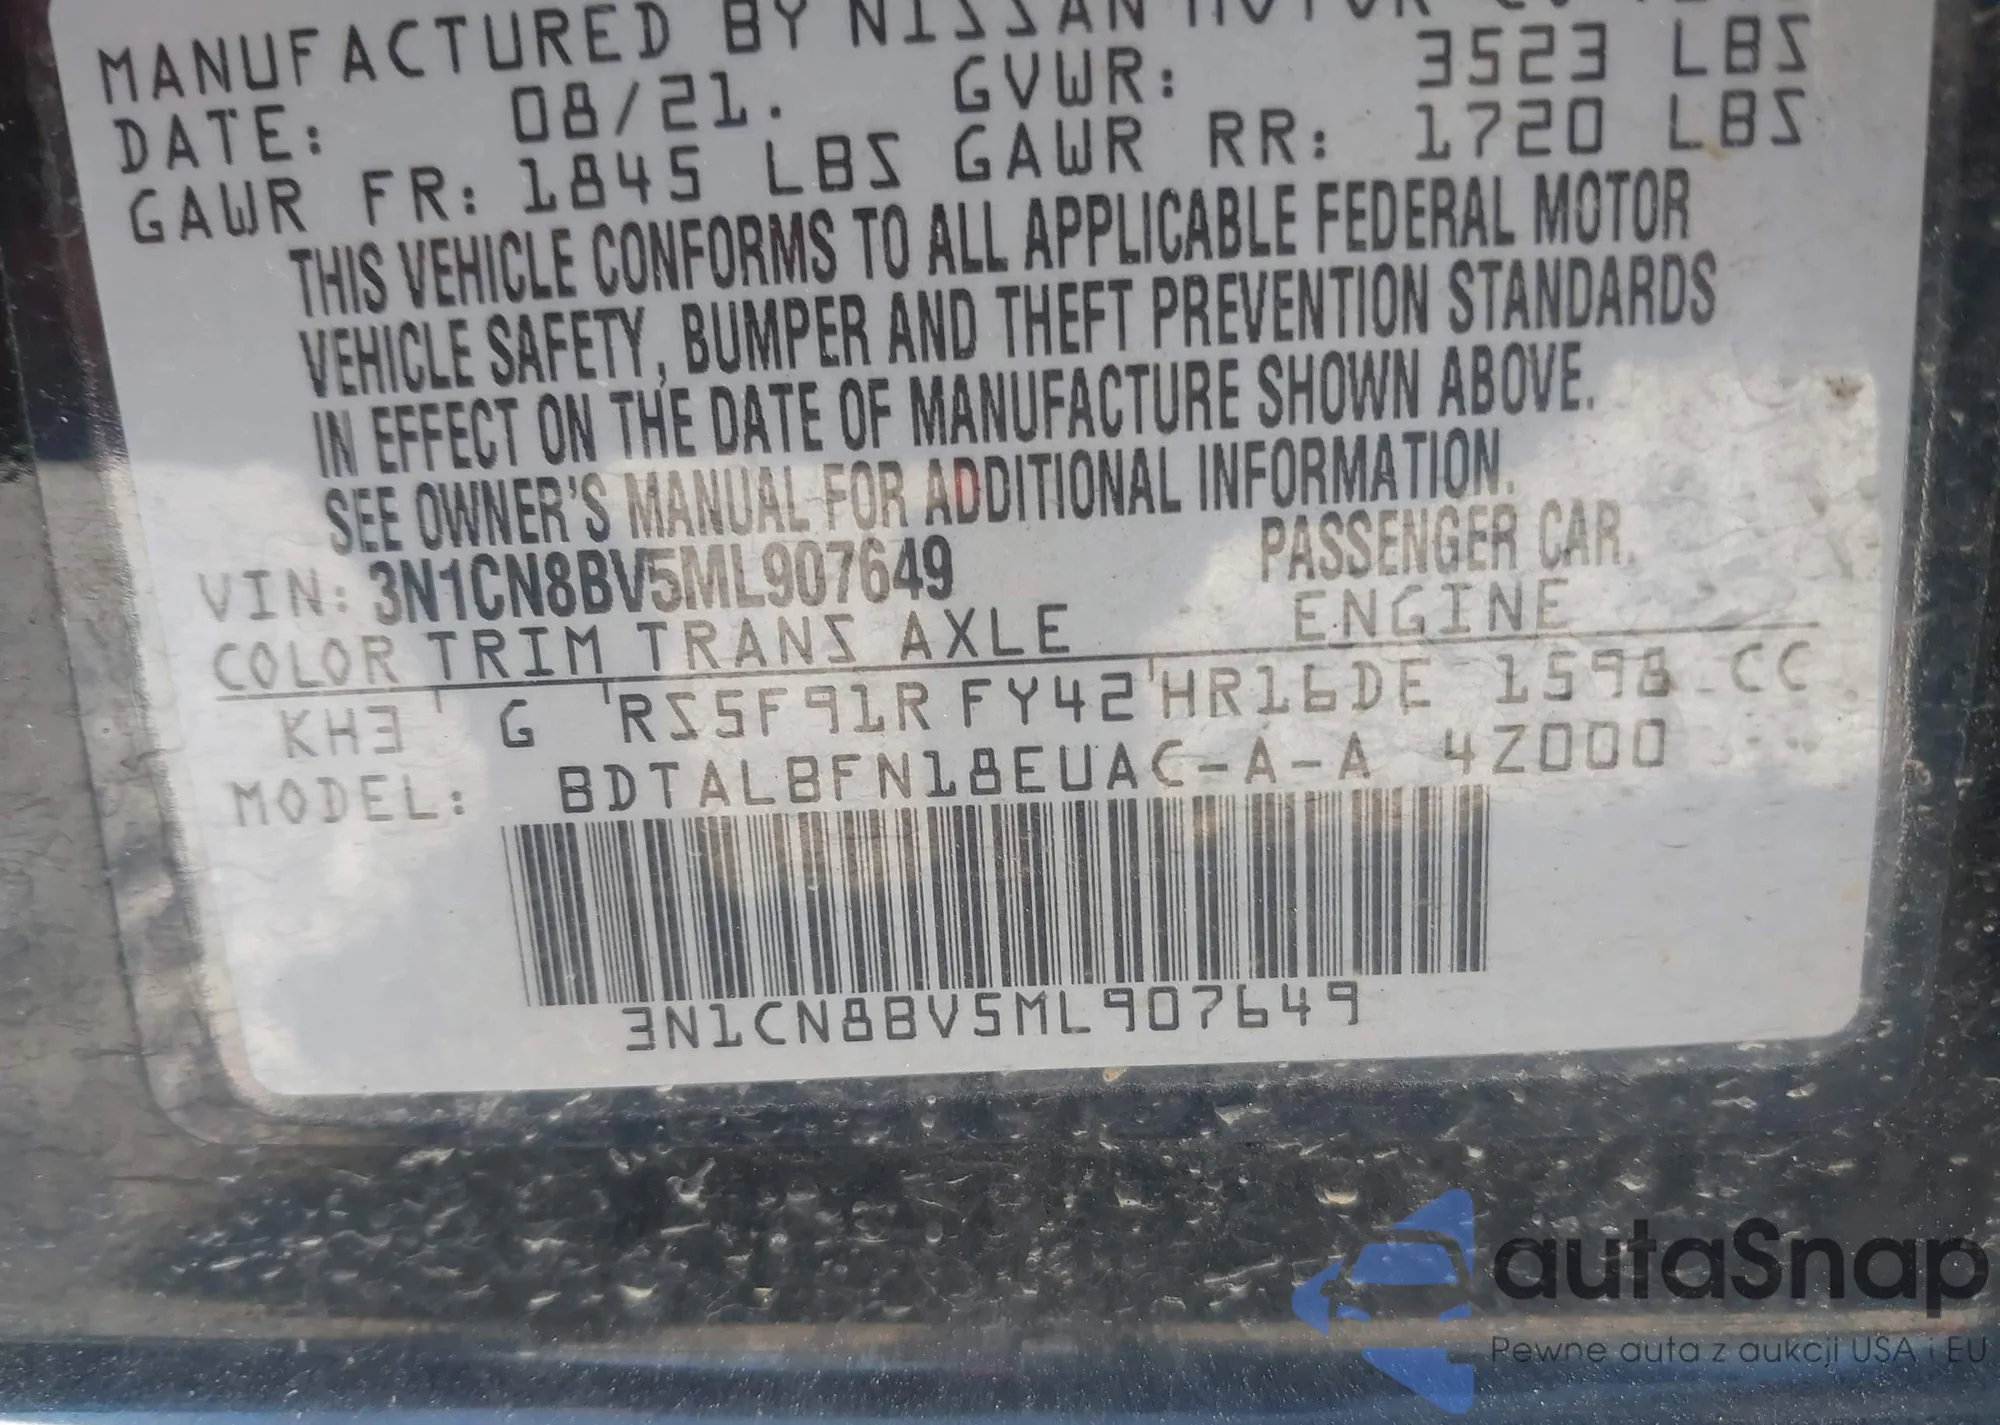 MANUFACTURED BY NISSAN MOTOR CO
DATE: 08/21. GVWR: 3523 LBS
GAWR FR: 1845 LBS GAWR RR: 1720 LBS
THIS VEHICLE CONFORMS TO ALL APPLICABLE FEDERAL MOTOR
VEHICLE SAFETY, BUMPER AND THEFT PREVENTION STANDARDS
IN EFFECT ON THE DATE OF MANUFACTURE SHOWN ABOVE.
SEE OWNER'S MANUAL FOR ADDITIONAL INFORMATION.
VIN: 3N1CN8BV5ML907649 PASSENGER CAR.
COLOR TRIM TRANS AXLE ENGINE
KH3 G RS5F91R FY42 HR16DE 1598 CC
MODEL: BDTALBFN18EUAC-A-A 4Z000
3N1CN8BV5ML907649
autaSnap
Pewne auta z aukcji USA i EU